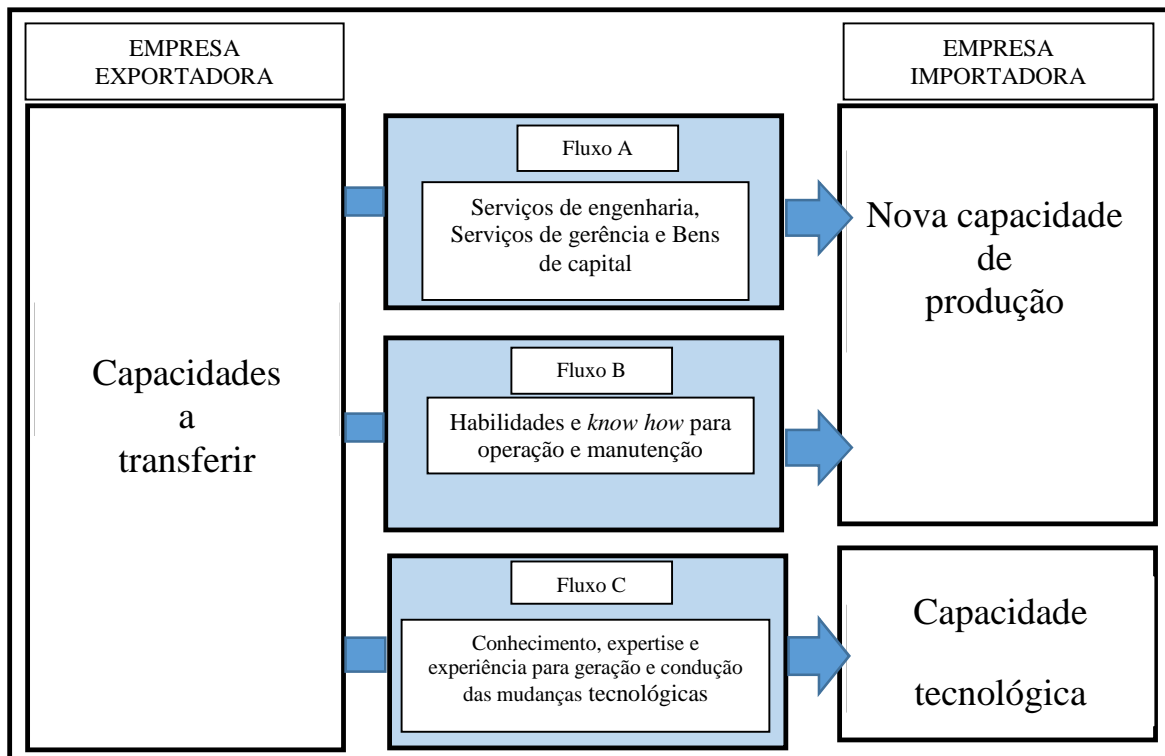 EMPRESA
EXPORTADORA
Capacidades
a
transferir
Fluxo A
Serviços de engenharia,
Serviços de gerência e Bens
de capital
Fluxo B
Habilidades e know how para
operação e manutenção
Fluxo C
Conhecimento, expertise e
experiência para geração e condução
das mudanças tecnológicas
EMPRESA
IMPORTADORA
Nova capacidade
de
produção
Capacidade
tecnológica